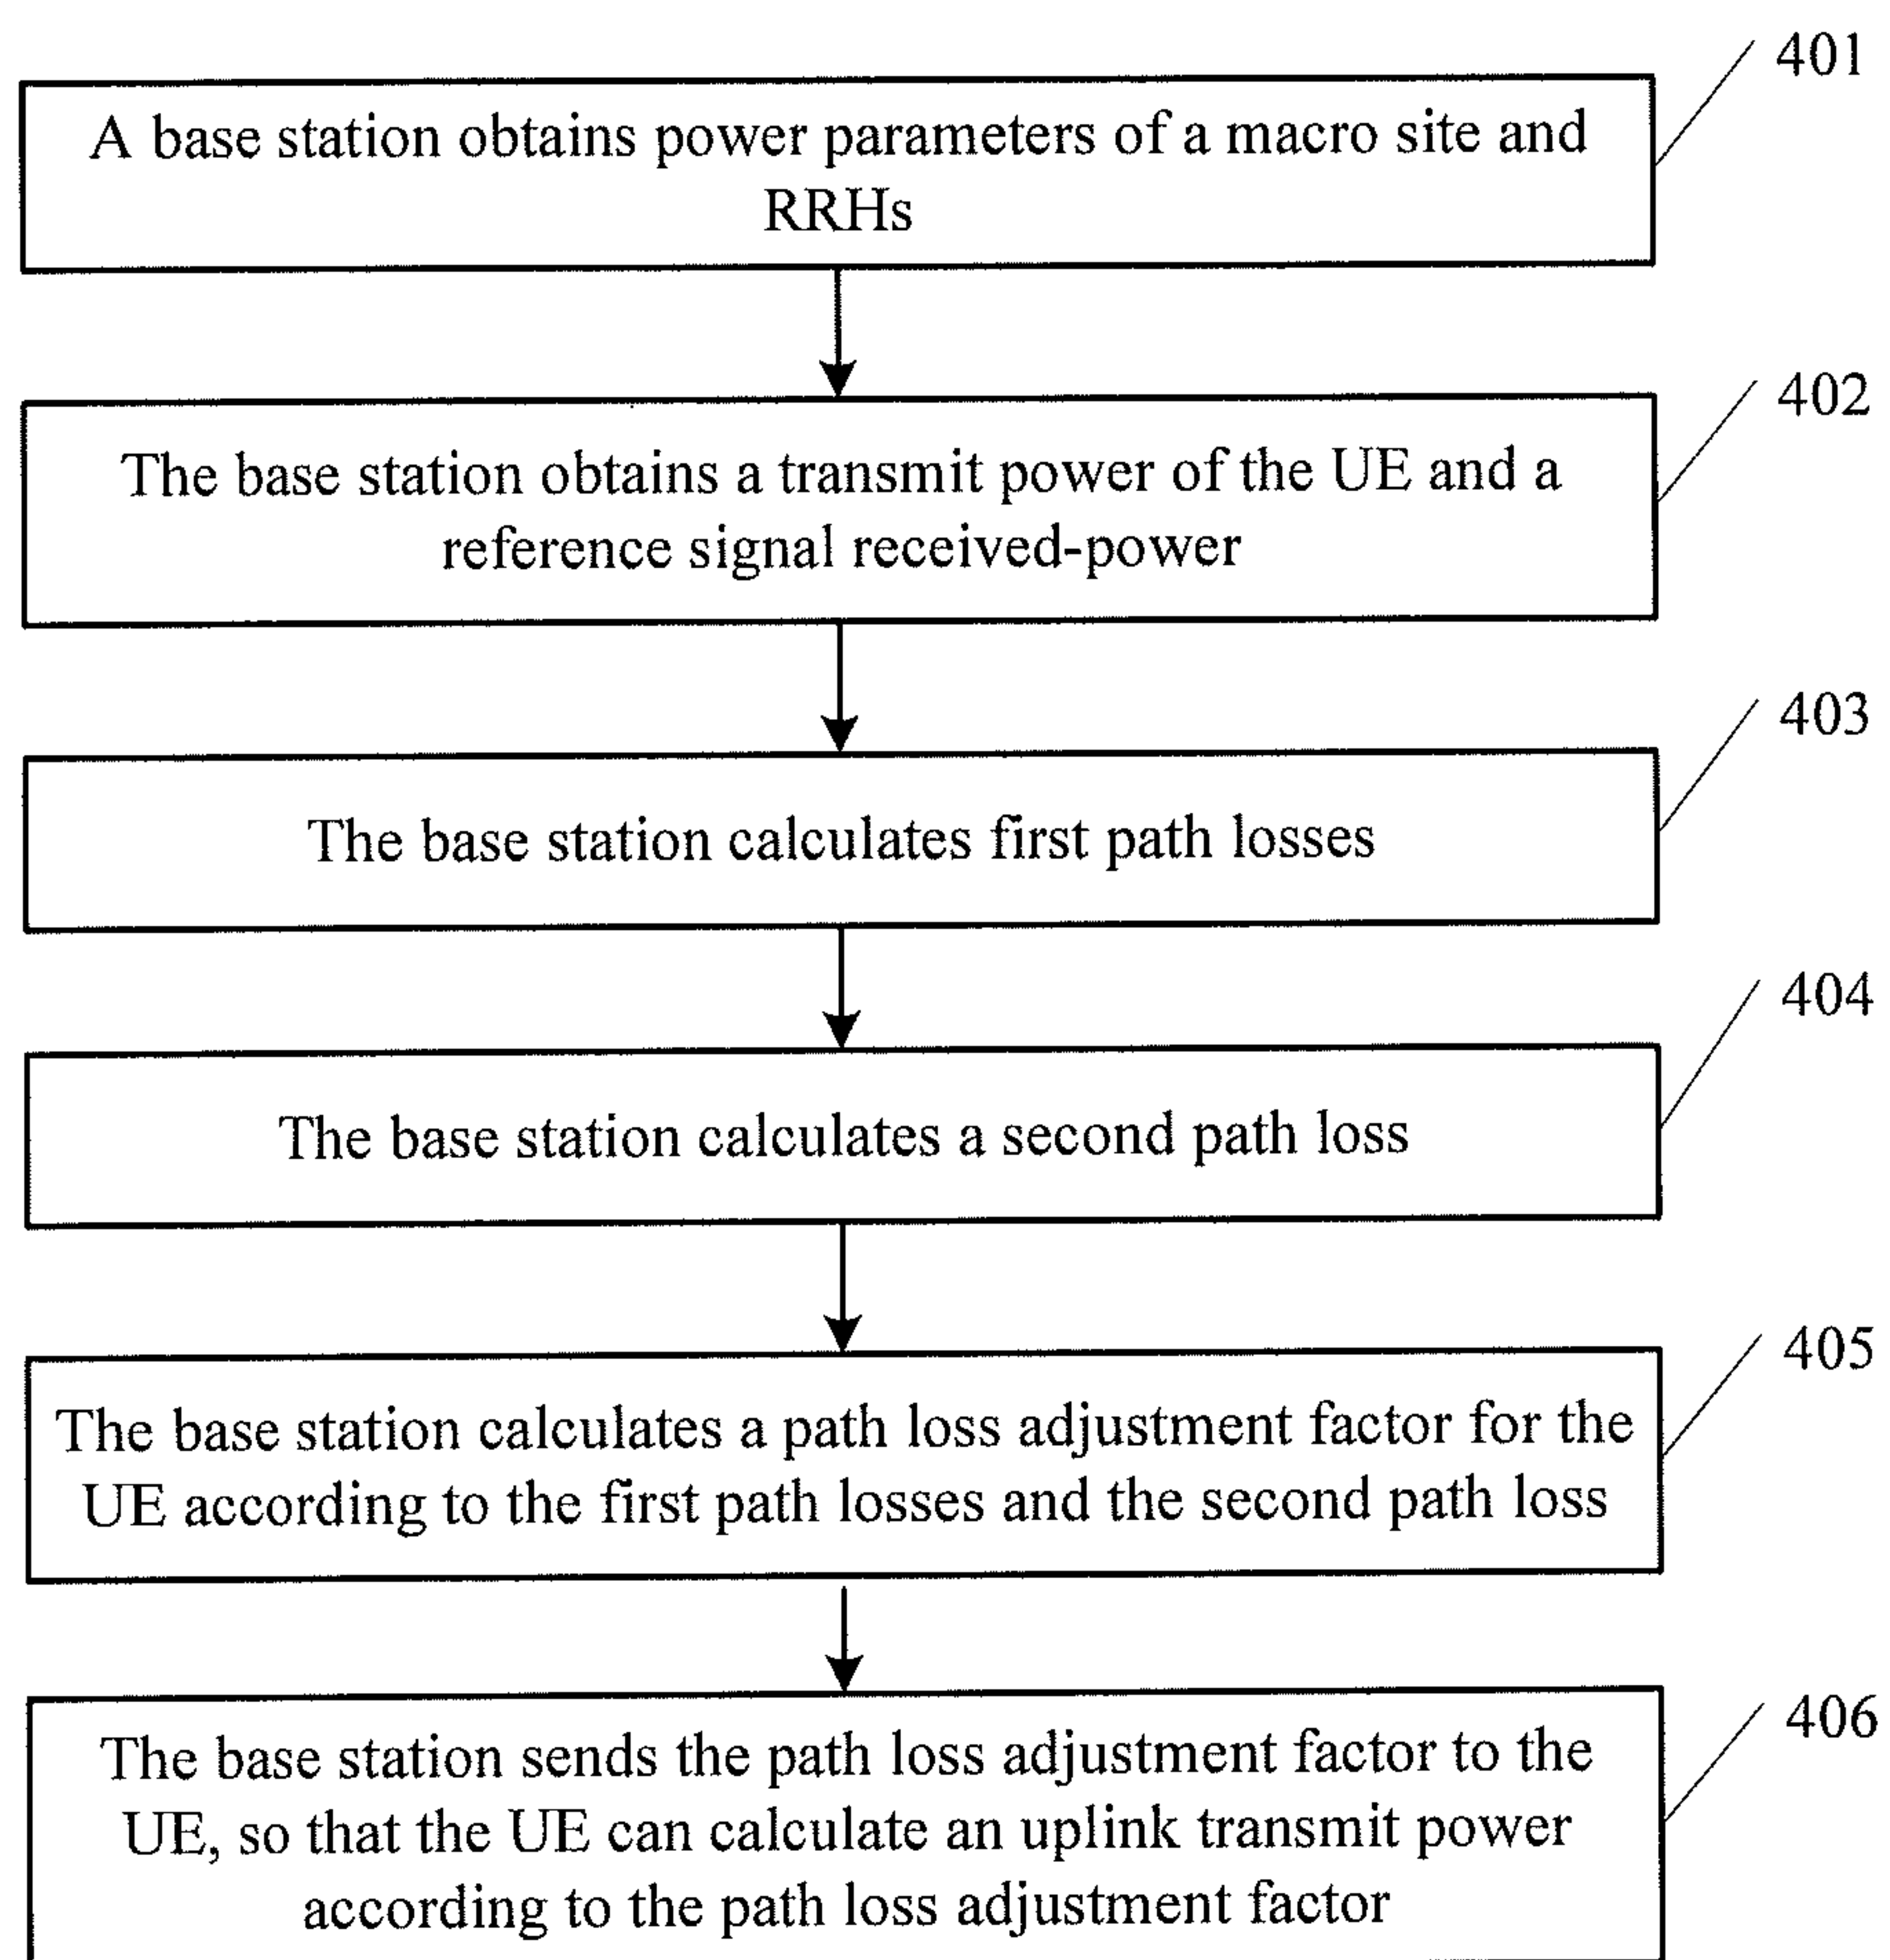 401
A base station obtains power parameters of a macro site and
RRHs
402
The base station obtains a transmit power of the UE and a
reference signal received-power
403
The base station calculates first path losses
404
The base station calculates a second path loss
405
The base station calculates a path loss adjustment factor for the
UE according to the first path losses and the second path loss
406
The base station sends the path loss adjustment factor to the
UE, so that the UE can calculate an uplink transmit power
according to the path loss adjustment factor